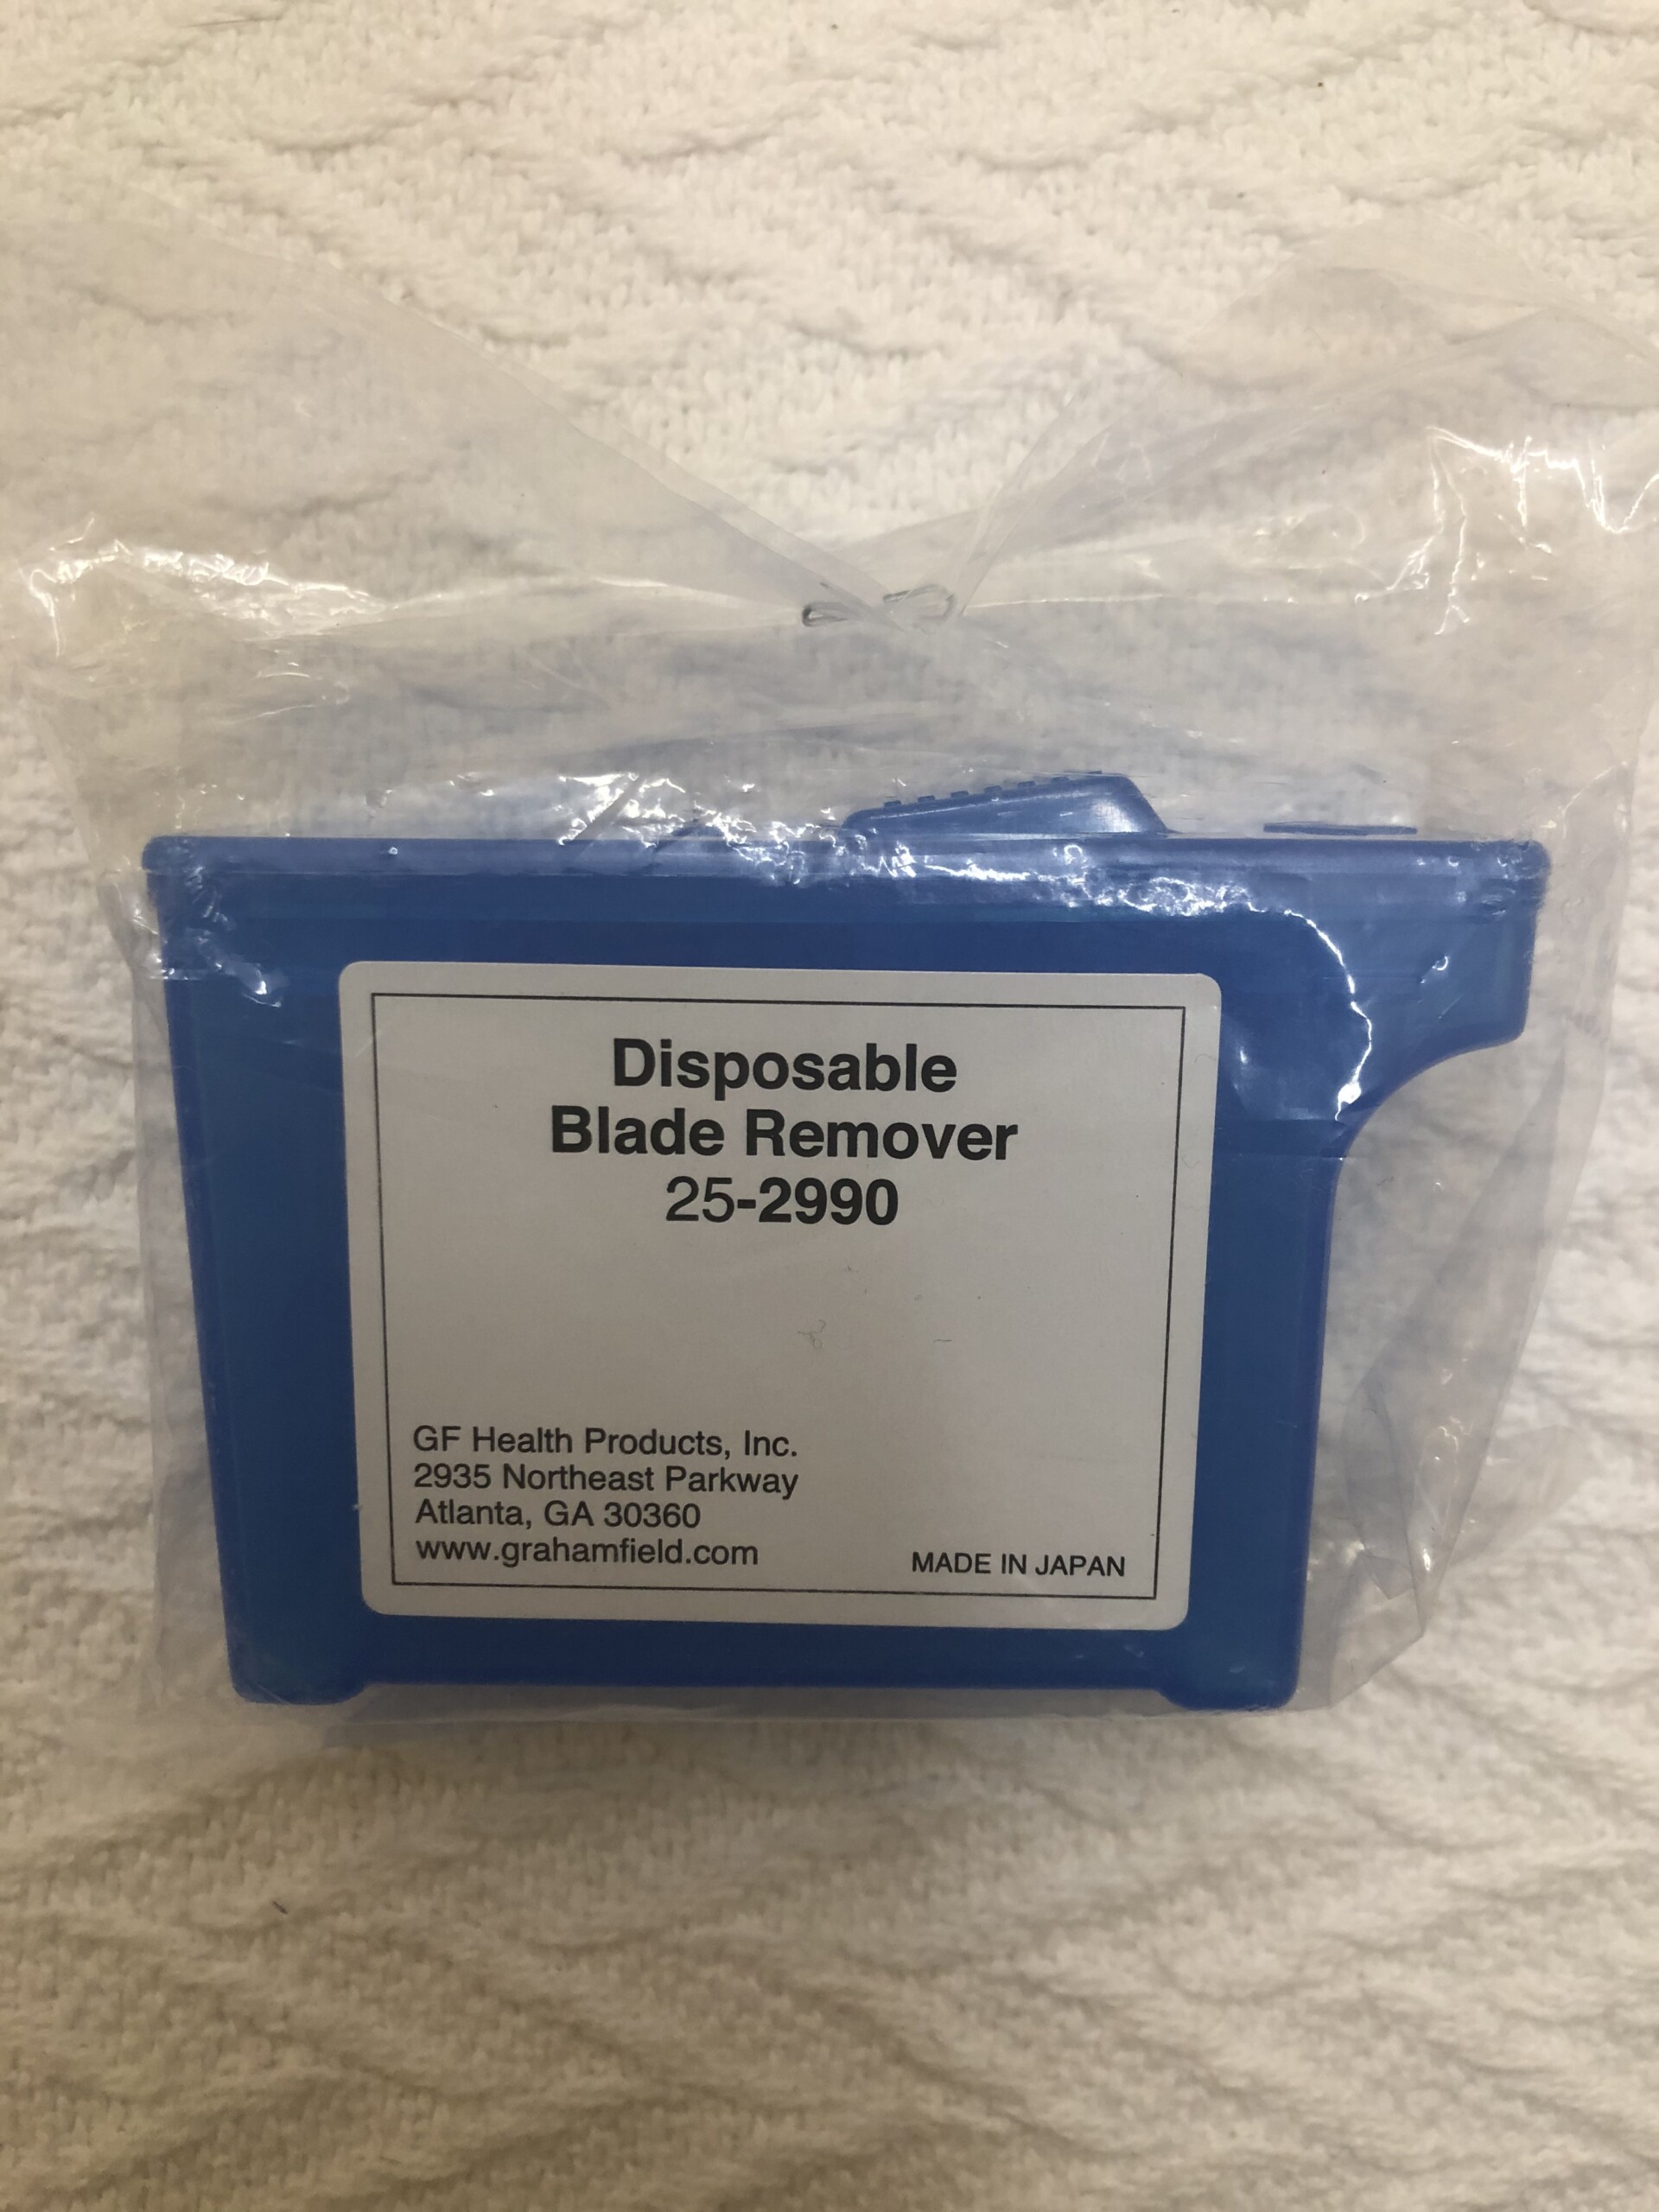 Disposable
Blade Remover
25-2990
GF Health Products, Inc.
2935 Northeast Parkway
Atlanta, GA 30360
www.grahamfield.com
MADE IN JAPAN